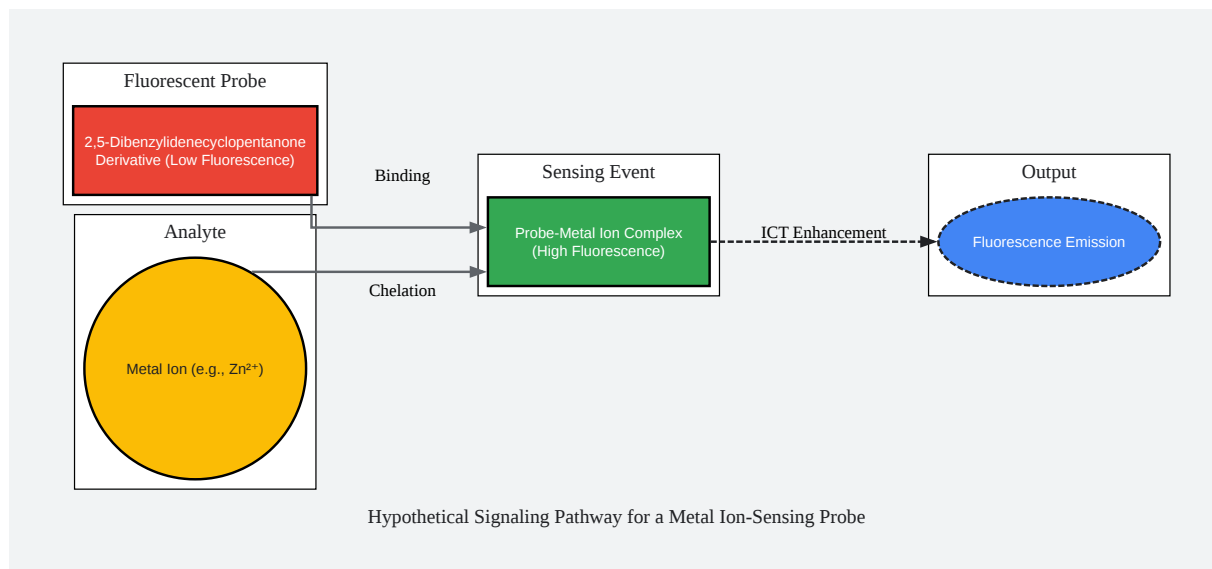 Fluorescent Probe
2,5-Dibenzylidenecyclopentanone
Derivative (Low Fluorescence)
Analyte
Metal Ion (e.g., Zn²⁺)
Binding
Chelation
Sensing Event
Probe-Metal Ion Complex
(High Fluorescence)
ICT Enhancement
Output
Fluorescence Emission
Hypothetical Signaling Pathway for a Metal Ion-Sensing Probe